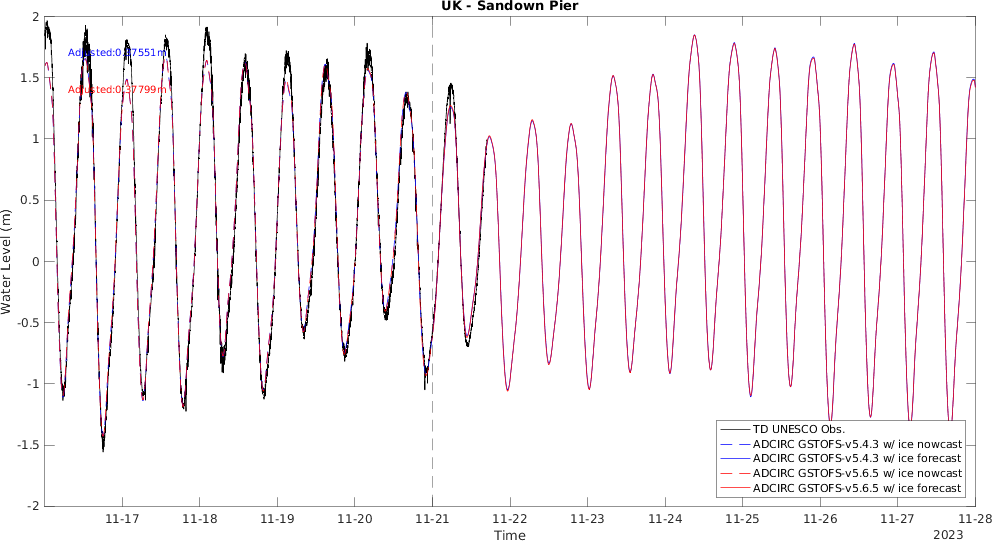 UK - Sandown Pier
2
1.5
1
0.5
0
-0.5
-1
-1.5
-2
Water Level (m)
Adjusted:0.37551m
Adjusted:0.37799m
TD UNESCO Obs.
ADCIRC GSTOFS-v5.4.3 w/ ice nowcast
ADCIRC GSTOFS-v5.4.3 w/ ice forecast
ADCIRC GSTOFS-v5.6.5 w/ ice nowcast
ADCIRC GSTOFS-v5.6.5 w/ ice forecast
11-17 11-18 11-19 11-20 11-21 11-22 11-23 11-24 11-25 11-26 11-27 11-28
Time
2023